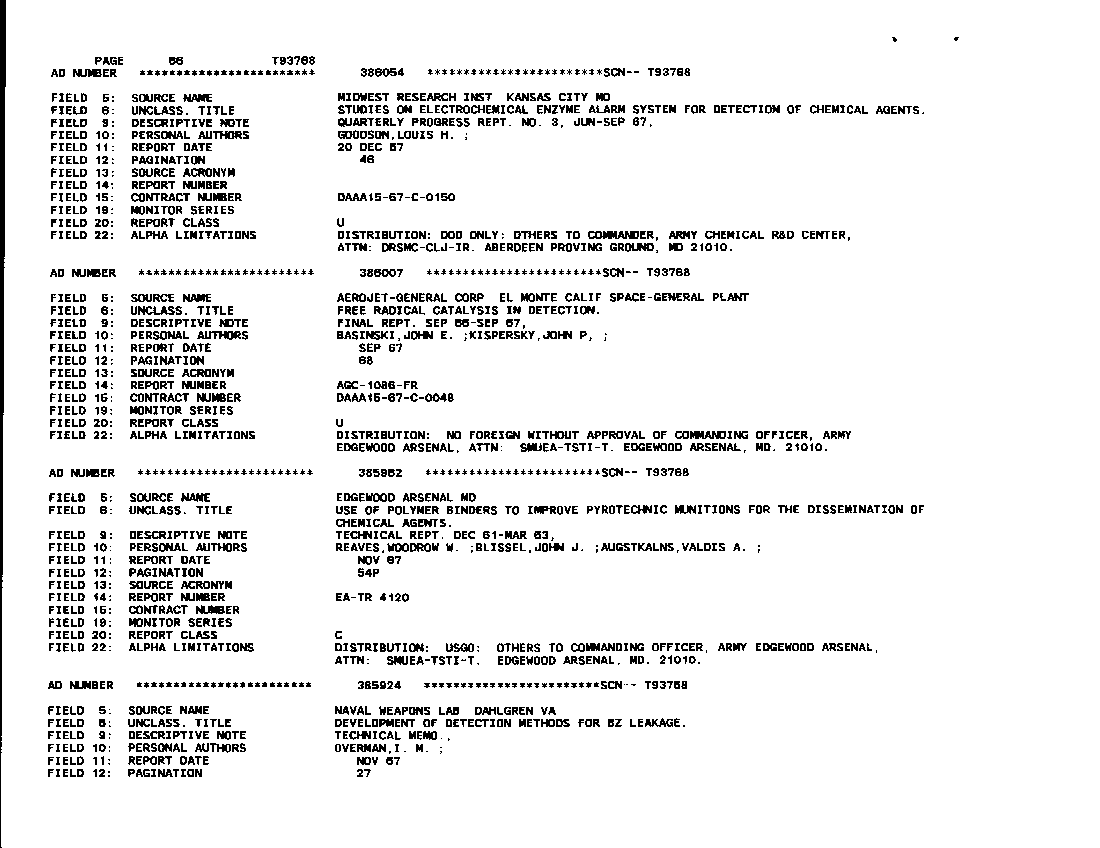 PAGE 66 T93768
AD NUMBER ************************ 386054 ************************SCN-- T93768
FIELD 5: SOURCE NAME MIDWEST RESEARCH INST KANSAS CITY MO
FIELD 6: UNCLASS. TITLE STUDIES ON ELECTROCHEMICAL ENZYME ALARM SYSTEM FOR DETECTION OF CHEMICAL AGENTS.
FIELD 9: DESCRIPTIVE NOTE QUARTERLY PROGRESS REPT. NO. 3, JUN-SEP 67,
FIELD 10: PERSONAL AUTHORS GOODSON,LOUIS H. ;
FIELD 11: REPORT DATE 20 DEC 67
FIELD 12: PAGINATION 46
FIELD 13: SOURCE ACRONYM
FIELD 14: REPORT NUMBER
FIELD 15: CONTRACT NUMBER DAAA15-67-C-0150
FIELD 19: MONITOR SERIES
FIELD 20: REPORT CLASS U
FIELD 22: ALPHA LIMITATIONS DISTRIBUTION: DOD ONLY: OTHERS TO COMMANDER, ARMY CHEMICAL R&D CENTER,
ATTN: DRSMC-CLJ-IR. ABERDEEN PROVING GROUND, MD 21010.
AD NUMBER ************************ 386007 ************************SCN-- T93768
FIELD 5: SOURCE NAME AEROJET-GENERAL CORP EL MONTE CALIF SPACE-GENERAL PLANT
FIELD 6: UNCLASS. TITLE FREE RADICAL CATALYSIS IN DETECTION.
FIELD 9: DESCRIPTIVE NOTE FINAL REPT. SEP 66-SEP 67,
FIELD 10: PERSONAL AUTHORS BASINSKI,JOHN E. ;KISPERSKY,JOHN P, ;
FIELD 11: REPORT DATE SEP 67
FIELD 12: PAGINATION 68
FIELD 13: SOURCE ACRONYM
FIELD 14: REPORT NUMBER AGC-1086-FR
FIELD 15: CONTRACT NUMBER DAAA15-67-C-0048
FIELD 19: MONITOR SERIES
FIELD 20: REPORT CLASS U
FIELD 22: ALPHA LIMITATIONS DISTRIBUTION: NO FOREIGN WITHOUT APPROVAL OF COMMANDING OFFICER, ARMY
EDGEWOOD ARSENAL, ATTN: SMUEA-TSTI-T. EDGEWOOD ARSENAL, MD. 21010.
AD NUMBER ************************ 385962 ************************SCN-- T93768
FIELD 5: SOURCE NAME EDGEWOOD ARSENAL MD
FIELD 6: UNCLASS. TITLE USE OF POLYMER BINDERS TO IMPROVE PYROTECHNIC MUNITIONS FOR THE DISSEMINATION OF
CHEMICAL AGENTS.
FIELD 9: DESCRIPTIVE NOTE TECHNICAL REPT. DEC 61-MAR 63,
FIELD 10: PERSONAL AUTHORS REAVES,WOODROW W. ;BLISSEL,JOHN J. ;AUGSTKALNS,VALDIS A. ;
FIELD 11: REPORT DATE NOV 67
FIELD 12: PAGINATION 54P
FIELD 13: SOURCE ACRONYM
FIELD 14: REPORT NUMBER EA-TR 4120
FIELD 15: CONTRACT NUMBER
FIELD 19: MONITOR SERIES
FIELD 20: REPORT CLASS C
FIELD 22: ALPHA LIMITATIONS DISTRIBUTION: USGO: OTHERS TO COMMANDING OFFICER, ARMY EDGEWOOD ARSENAL,
ATTN: SMUEA-TSTI-T. EDGEWOOD ARSENAL, MD. 21010.
AD NUMBER ************************ 385924 ************************SCN-- T93768
FIELD 5: SOURCE NAME NAVAL WEAPONS LAB DAHLGREN VA
FIELD 6: UNCLASS. TITLE DEVELOPMENT OF DETECTION METHODS FOR BZ LEAKAGE.
FIELD 9: DESCRIPTIVE NOTE TECHNICAL MEMO.,
FIELD 10: PERSONAL AUTHORS OVERMAN,I. M. ;
FIELD 11: REPORT DATE NOV 67
FIELD 12: PAGINATION 27